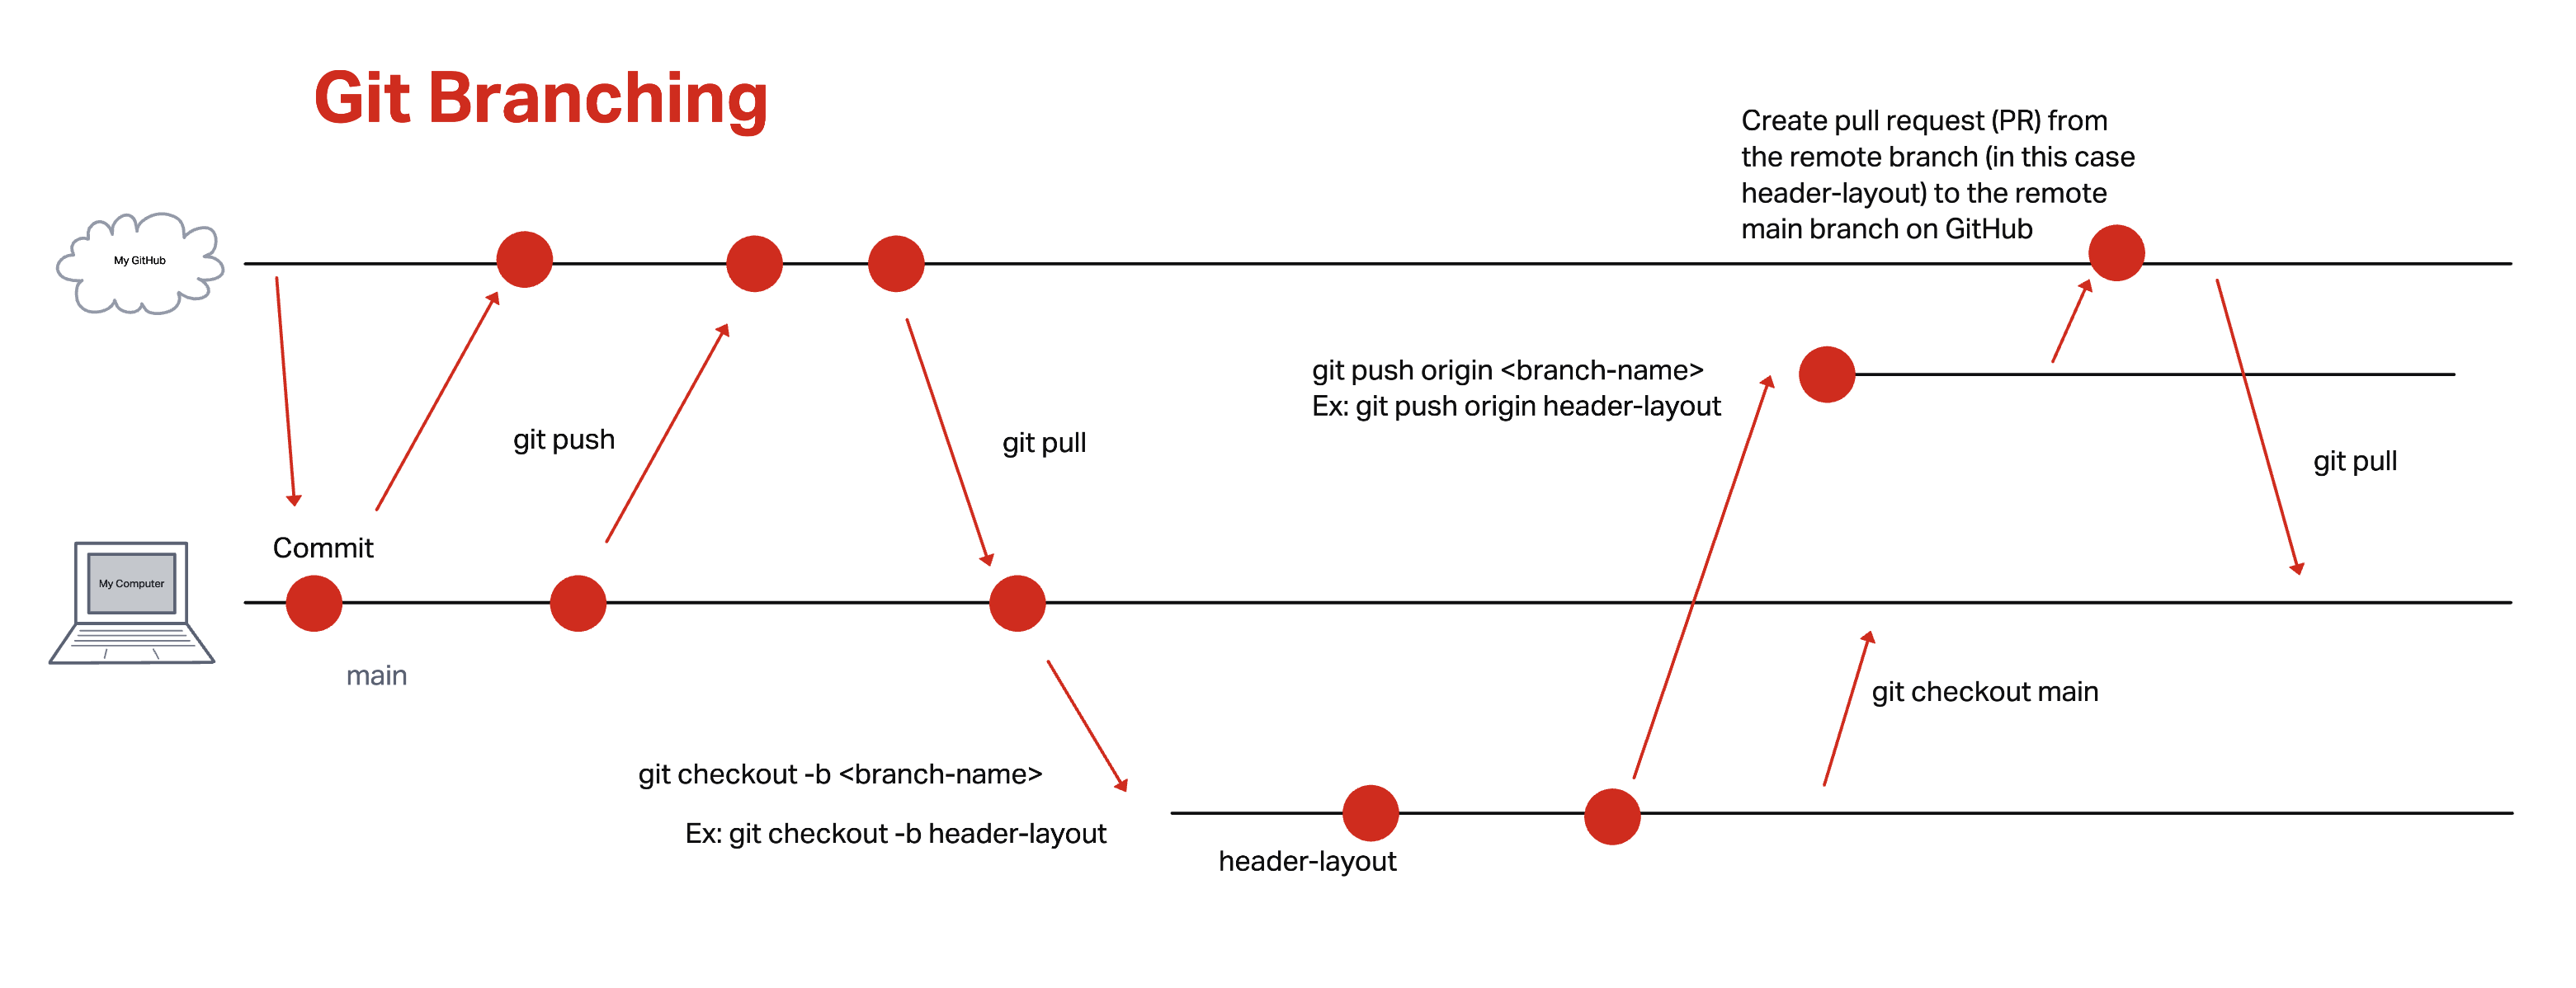 Git Branching
Create pull request (PR) from
the remote branch (in this case
header-layout) to the remote
main branch on GitHub
My GitHub
git push origin <branch-name>
Ex: git push origin header-layout
git push
git pull
git pull
Commit
My Computer
main
git checkout main
git checkout -b <branch-name>
Ex: git checkout -b header-layout
header-layout